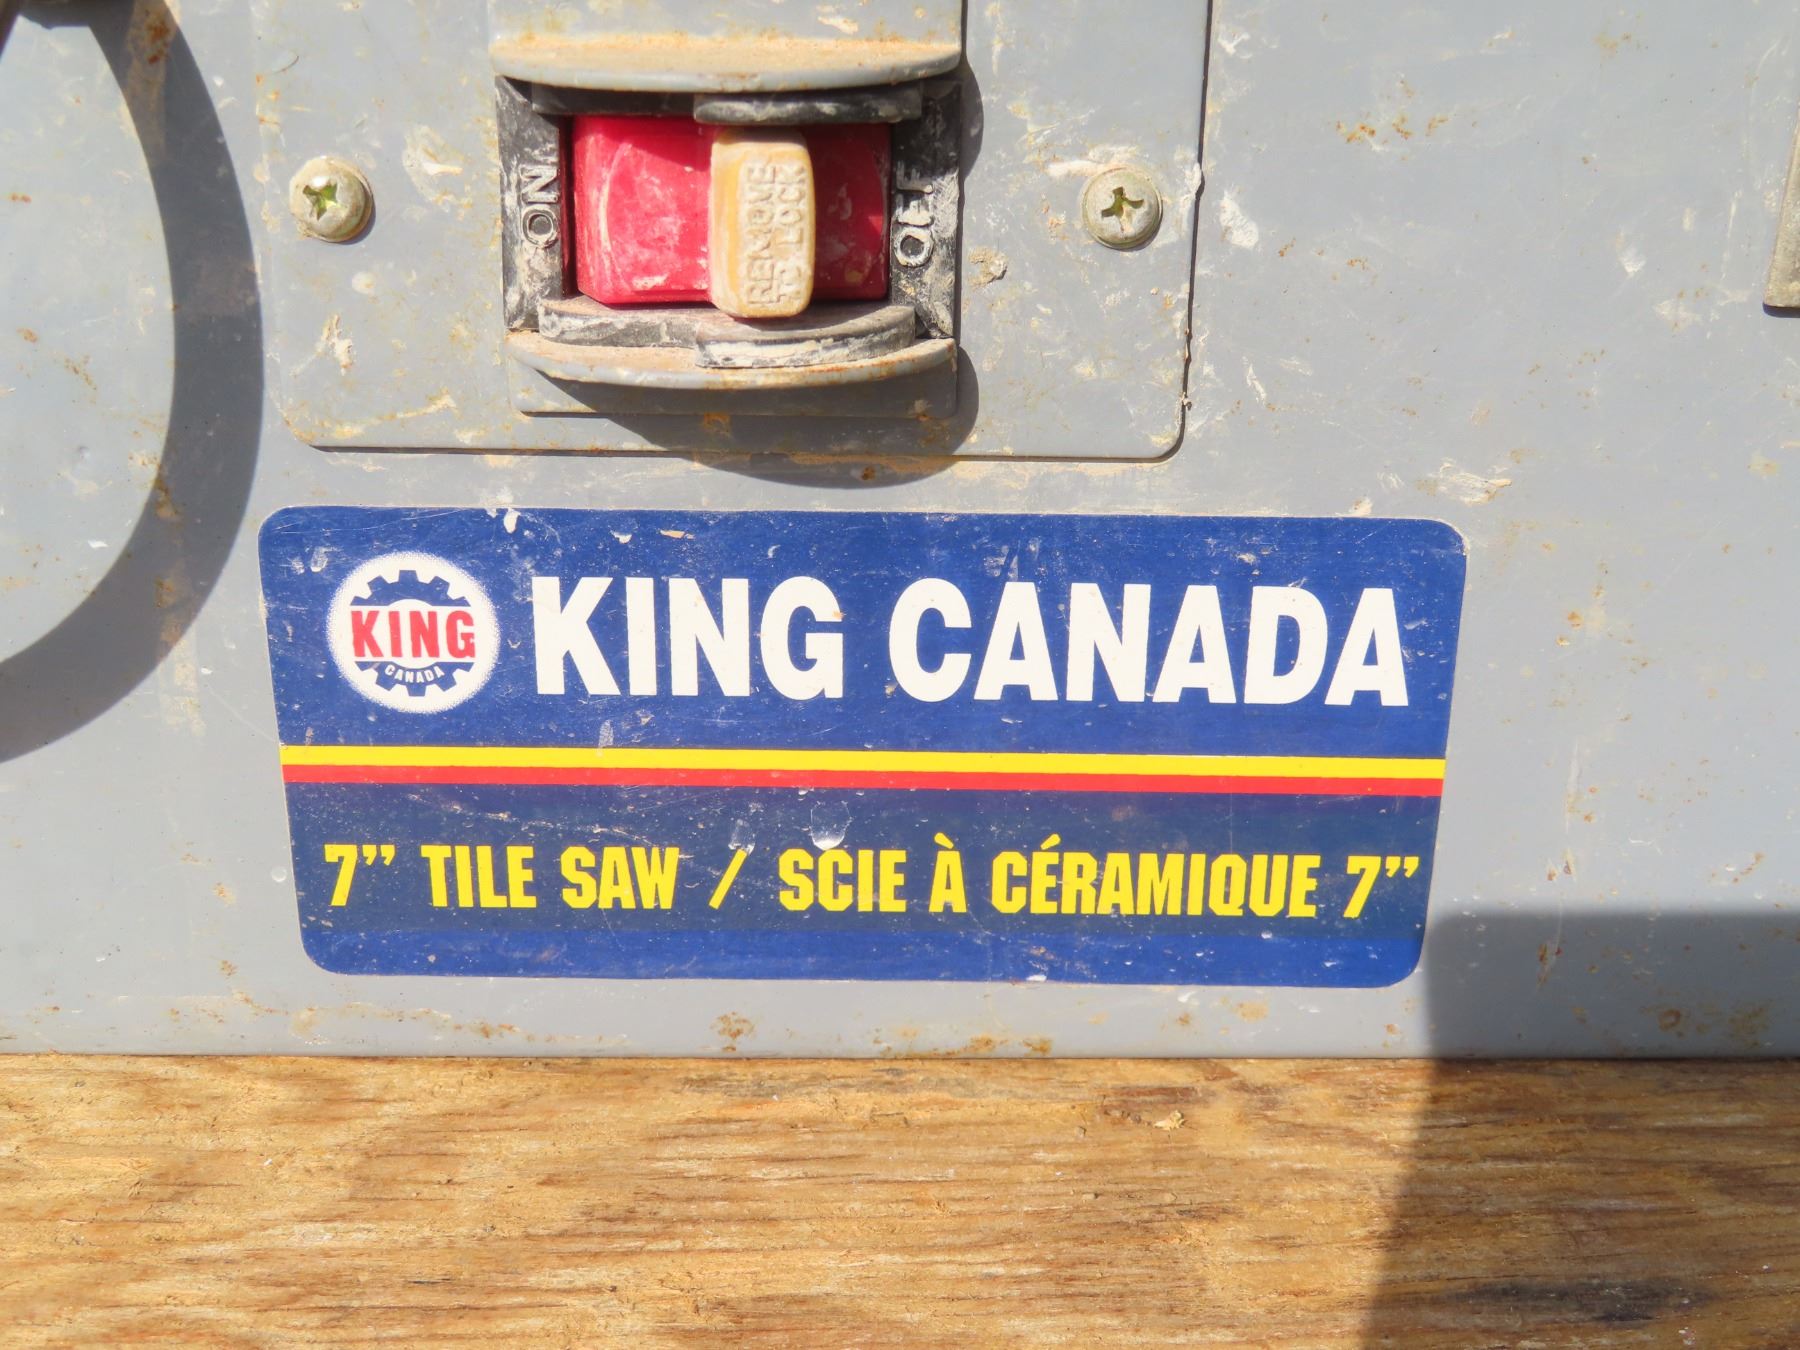 ON
REMOVE
TO LOCK
OFF
KING
CANADA
KING CANADA
7” TILE SAW / SCIE À CÉRAMIQUE 7”